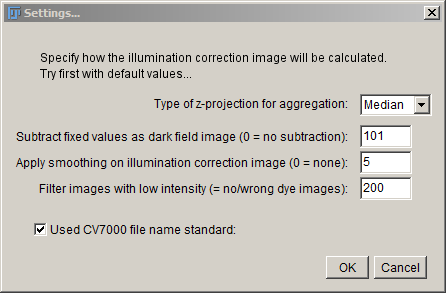 Settings...
Specify how the illumination correction image will be calculated.
Try first with default values...
Type of z-projection for aggregation: Median
Subtract fixed values as dark field image (0 = no subtraction): 101
Apply smoothing on illumination correction image (0 = none): 5
Filter images with low intensity (= no/wrong dye images): 200
Used CV7000 file name standard:
OK Cancel